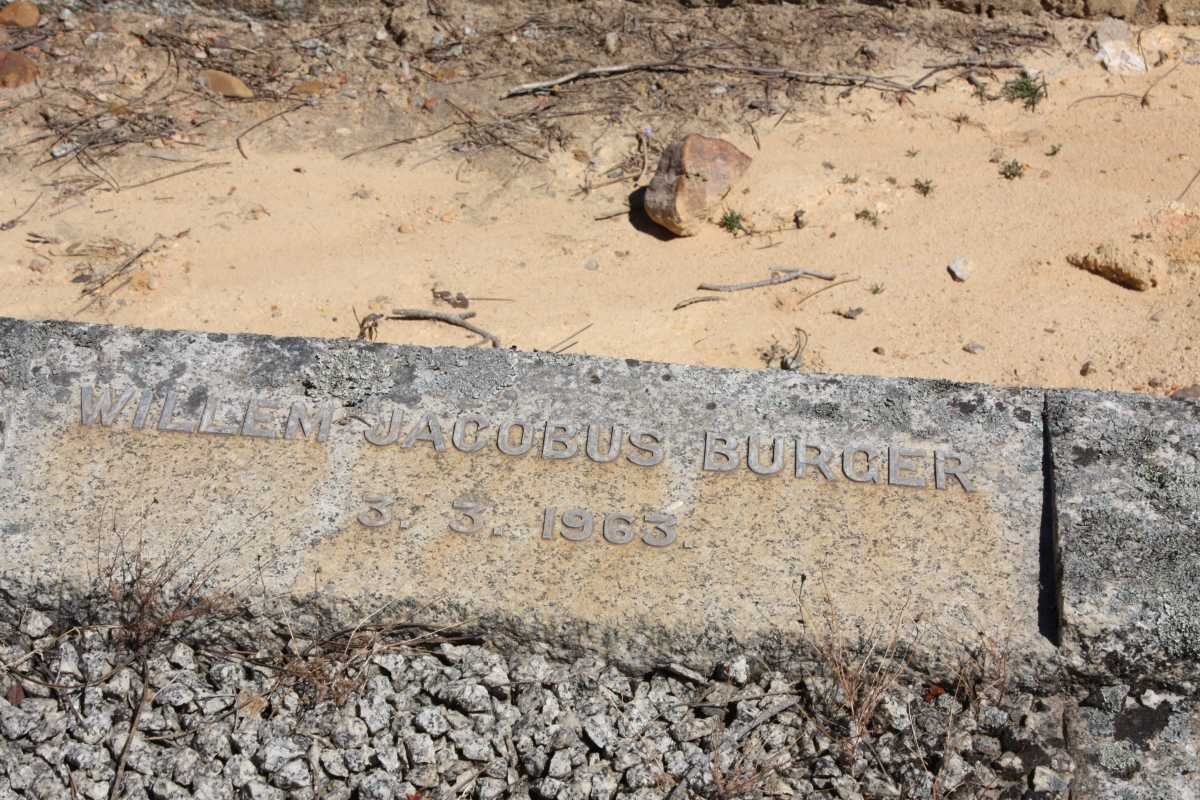 WILLEM JACOBUS BURGER
3. 3. 1963.